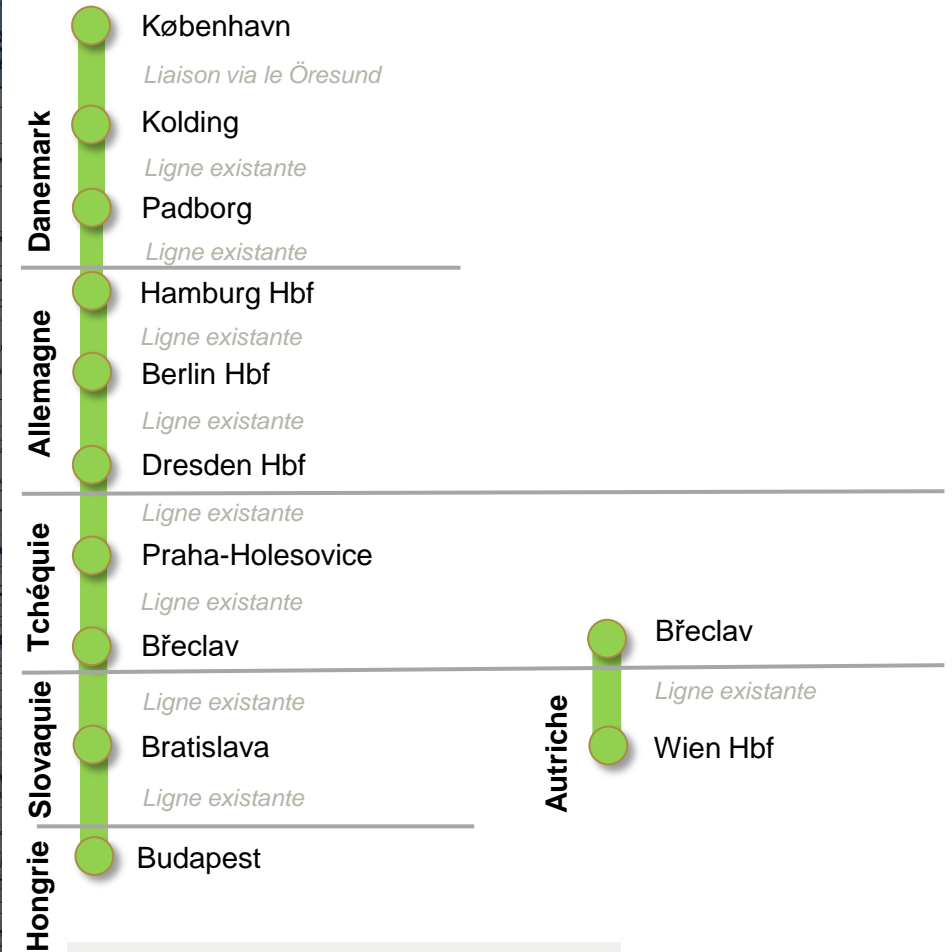 København
Liaison via le Öresund
Kolding
Ligne existante
Padborg
Ligne existante
Danemark
Hamburg Hbf
Ligne existante
Berlin Hbf
Ligne existante
Dresden Hbf
Allemagne
Ligne existante
Praha-Holesovice
Ligne existante
Břeclav
Tchéquie
Ligne existante
Bratislava
Ligne existante
Slovaquie
Budapest
Hongrie
Břeclav
Ligne existante
Wien Hbf
Autriche